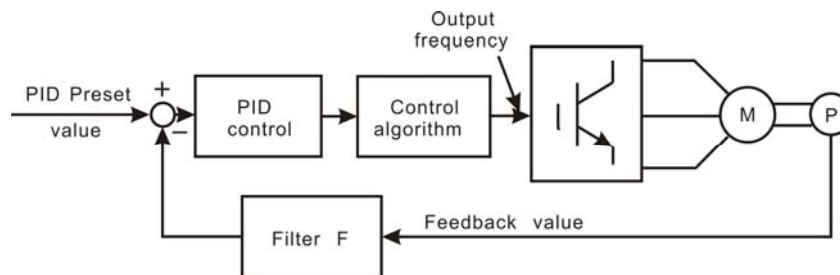 Output
frequency
PID Preset
value
+
−
PID
control
Control
algorithm
M
P
Filter F
Feedback value